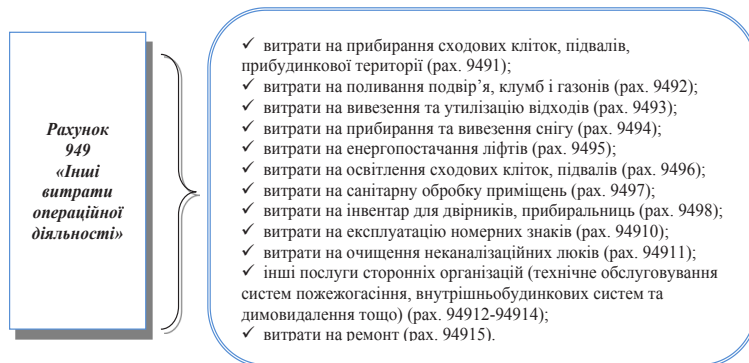 Рахунок
949
«Інші
витрати
операційної
діяльності»
✓ витрати на прибирання сходових кліток, підвалів,
прибудинкової території (рах. 9491);
✓ витрати на поливання подвір’я, клумб і газонів (рах. 9492);
✓ витрати на вивезення та утилізацію відходів (рах. 9493);
✓ витрати на прибирання та вивезення снігу (рах. 9494);
✓ витрати на енергопостачання ліфтів (рах. 9495);
✓ витрати на освітлення сходових кліток, підвалів (рах. 9496);
✓ витрати на санітарну обробку приміщень (рах. 9497);
✓ витрати на інвентар для двірників, прибиральниць (рах. 9498);
✓ витрати на експлуатацію номерних знаків (рах. 94910);
✓ витрати на очищення неканалізаційних люків (рах. 94911);
✓ інші послуги сторонніх організацій (технічне обслуговування
систем пожежогасіння, внутрішньобудинкових систем та
димовидалення тощо) (рах. 94912-94914);
✓ витрати на ремонт (рах. 94915).